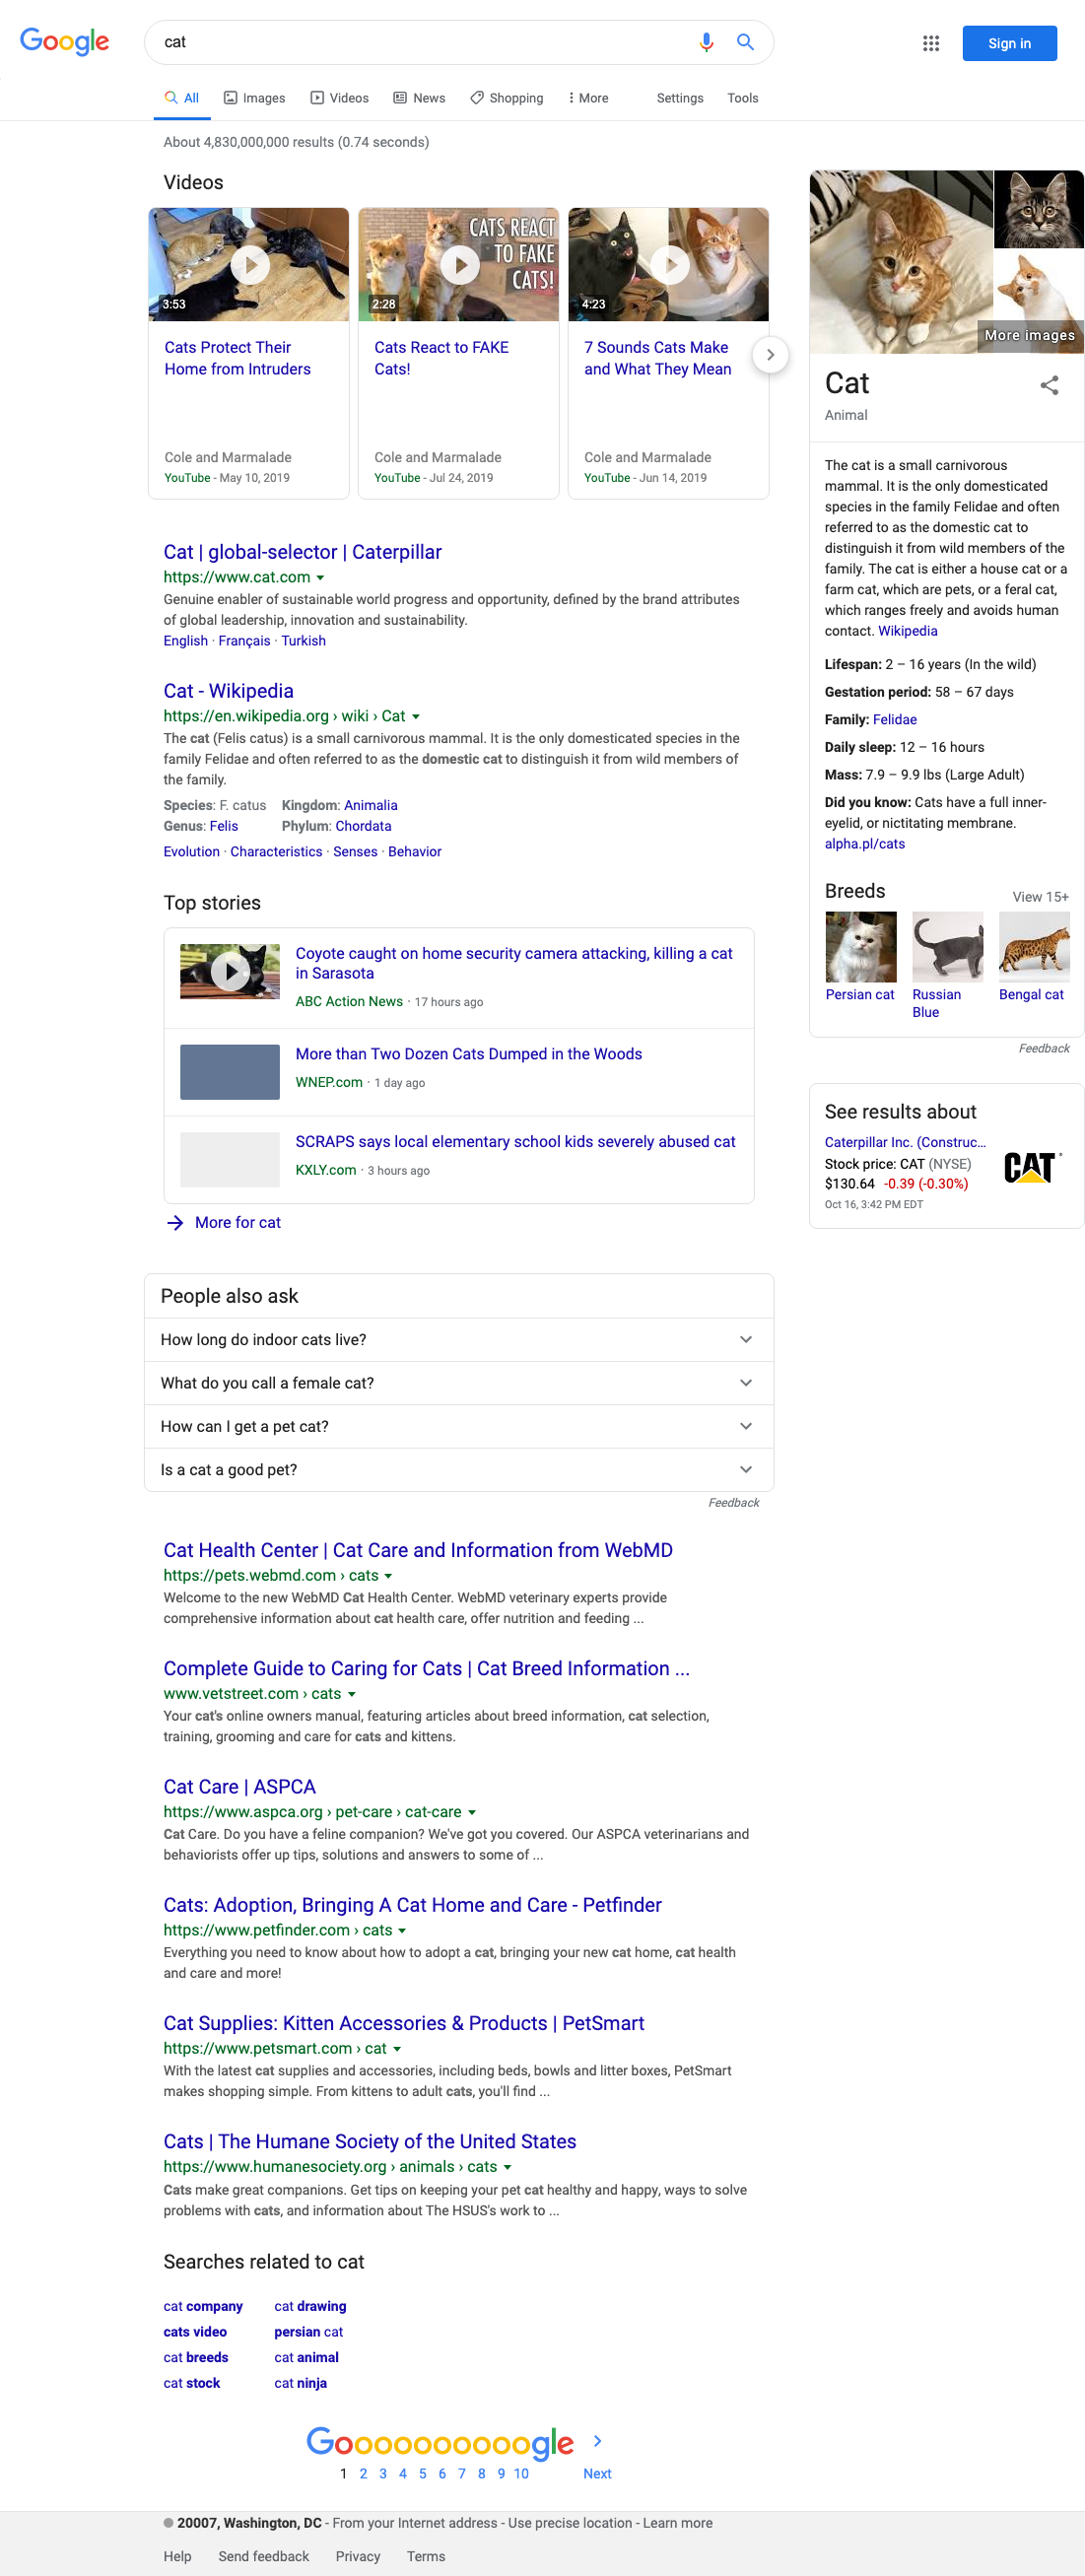 Google
cat
Sign in
All Images Videos News Shopping More Settings Tools
About 4,830,000,000 results (0.74 seconds)
Videos
3:53
CATS REACT
TO FAKE
CATS!
2:28
4:23
Cats Protect Their
Home from Intruders
Cole and Marmalade
YouTube - May 10, 2019
Cats React to FAKE
Cats!
Cole and Marmalade
YouTube - Jul 24, 2019
7 Sounds Cats Make
and What They Mean
Cole and Marmalade
YouTube - Jun 14, 2019
Cat | global-selector | Caterpillar
https://www.cat.com
Genuine enabler of sustainable world progress and opportunity, defined by the brand attributes
of global leadership, innovation and sustainability.
English · Français · Turkish
Cat - Wikipedia
https://en.wikipedia.org › wiki › Cat
The cat (Felis catus) is a small carnivorous mammal. It is the only domesticated species in the
family Felidae and often referred to as the domestic cat to distinguish it from wild members of
the family.
Species: F. catus Kingdom: Animalia
Genus: Felis Phylum: Chordata
Evolution · Characteristics · Senses · Behavior
Top stories
Coyote caught on home security camera attacking, killing a cat
in Sarasota
ABC Action News · 17 hours ago
More than Two Dozen Cats Dumped in the Woods
WNEP.com · 1 day ago
SCRAPS says local elementary school kids severely abused cat
KXLY.com · 3 hours ago
More for cat
People also ask
How long do indoor cats live?
What do you call a female cat?
How can I get a pet cat?
Is a cat a good pet?
Feedback
Cat Health Center | Cat Care and Information from WebMD
https://pets.webmd.com › cats
Welcome to the new WebMD Cat Health Center. WebMD veterinary experts provide
comprehensive information about cat health care, offer nutrition and feeding ...
Complete Guide to Caring for Cats | Cat Breed Information ...
www.vetstreet.com › cats
Your cat's online owners manual, featuring articles about breed information, cat selection,
training, grooming and care for cats and kittens.
Cat Care | ASPCA
https://www.aspca.org › pet-care › cat-care
Cat Care. Do you have a feline companion? We've got you covered. Our ASPCA veterinarians and
behaviorists offer up tips, solutions and answers to some of ...
Cats: Adoption, Bringing A Cat Home and Care - Petfinder
https://www.petfinder.com › cats
Everything you need to know about how to adopt a cat, bringing your new cat home, cat health
and care and more!
Cat Supplies: Kitten Accessories & Products | PetSmart
https://www.petsmart.com › cat
With the latest cat supplies and accessories, including beds, bowls and litter boxes, PetSmart
makes shopping simple. From kittens to adult cats, you'll find ...
Cats | The Humane Society of the United States
https://www.humanesociety.org › animals › cats
Cats make great companions. Get tips on keeping your pet cat healthy and happy, ways to solve
problems with cats, and information about The HSUS's work to ...
Searches related to cat
cat company cat drawing
cats video persian cat
cat breeds cat animal
cat stock cat ninja
Goooooooooogle
1 2 3 4 5 6 7 8 9 10 Next
More images
Cat
Animal
The cat is a small carnivorous
mammal. It is the only domesticated
species in the family Felidae and often
referred to as the domestic cat to
distinguish it from wild members of the
family. The cat is either a house cat or a
farm cat, which are pets, or a feral cat,
which ranges freely and avoids human
contact. Wikipedia
Lifespan: 2 – 16 years (In the wild)
Gestation period: 58 – 67 days
Family: Felidae
Daily sleep: 12 – 16 hours
Mass: 7.9 – 9.9 lbs (Large Adult)
Did you know: Cats have a full inner-
eyelid, or nictitating membrane.
alpha.pl/cats
Breeds View 15+
Persian cat
Russian
Blue
Bengal cat
Feedback
See results about
Caterpillar Inc. (Construc...
Stock price: CAT (NYSE)
$130.64 -0.39 (-0.30%)
Oct 16, 3:42 PM EDT
CAT
20007, Washington, DC - From your Internet address - Use precise location - Learn more
Help Send feedback Privacy Terms